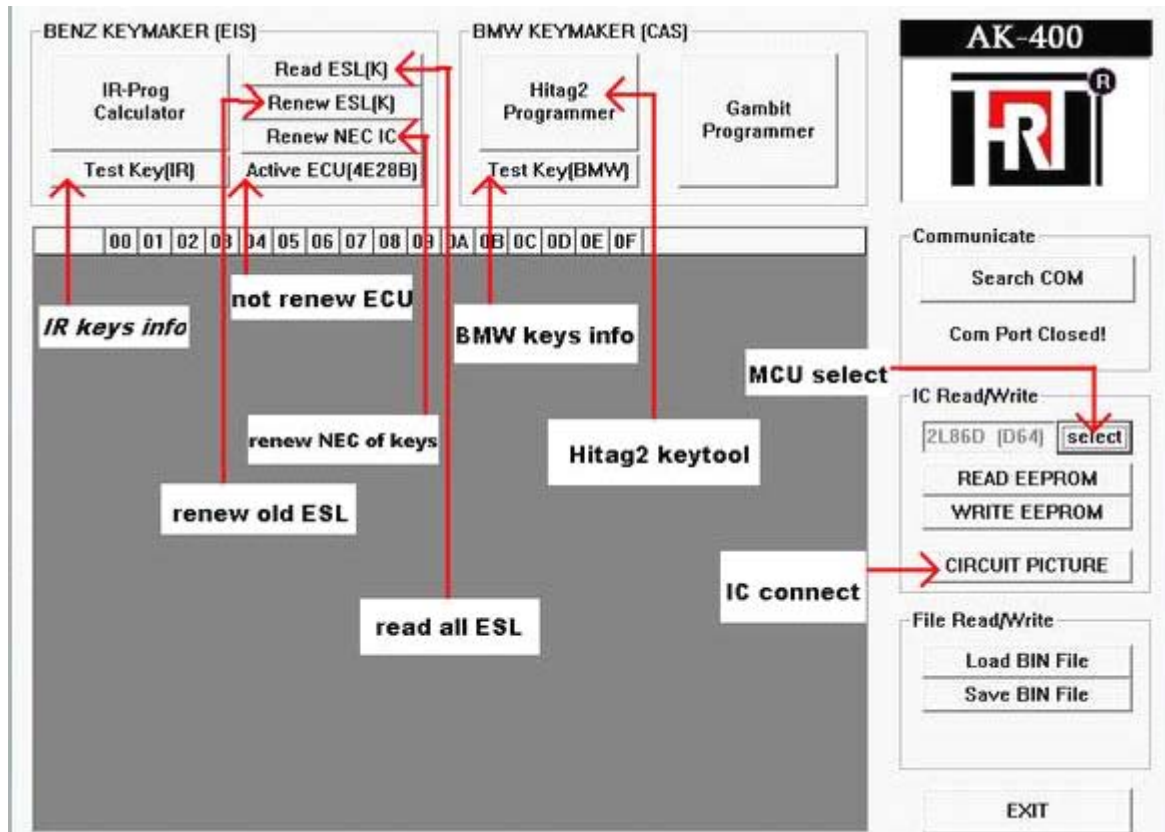 BENZ KEYMAKER (EIS)
IR-Prog
Calculator
Read ESL(K)
Renew ESL(K)
Renew NEC IC
Test Key(IR)
Active ECU(4E28B)
BMW KEYMAKER (CAS)
Hitag2
Programmer
Gambit
Programmer
Test Key(BMW)
AK-400
HRT
R
00 01 02 03 04 05 06 07 08 09 0A 0B 0C 0D 0E 0F
IR keys info
not renew ECU
BMW keys info
renew NEC of keys
Hitag2 keytool
renew old ESL
read all ESL
MCU select
IC connect
Communicate
Search COM
Com Port Closed!
IC Read/Write
2L86D (D64) select
READ EEPROM
WRITE EEPROM
CIRCUIT PICTURE
File Read/Write
Load BIN File
Save BIN File
EXIT